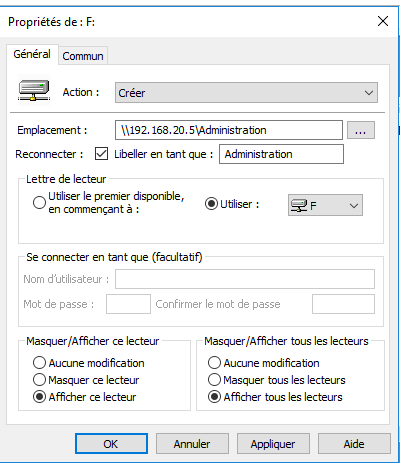 Propriétés de : F:
Général
Commun
Action :
Créer
Emplacement :
\\192.168.20.5\Administration
...
Reconnecter :
Libeller en tant que :
Administration
Lettre de lecteur
Utiliser le premier disponible,
en commençant à :
Utiliser :
F
Se connecter en tant que (facultatif)
Nom d'utilisateur :
Mot de passe :
Confirmer le mot de passe
Masquer/Afficher ce lecteur
Aucune modification
Masquer ce lecteur
Afficher ce lecteur
Masquer/Afficher tous les lecteurs
Aucune modification
Masquer tous les lecteurs
Afficher tous les lecteurs
OK
Annuler
Appliquer
Aide